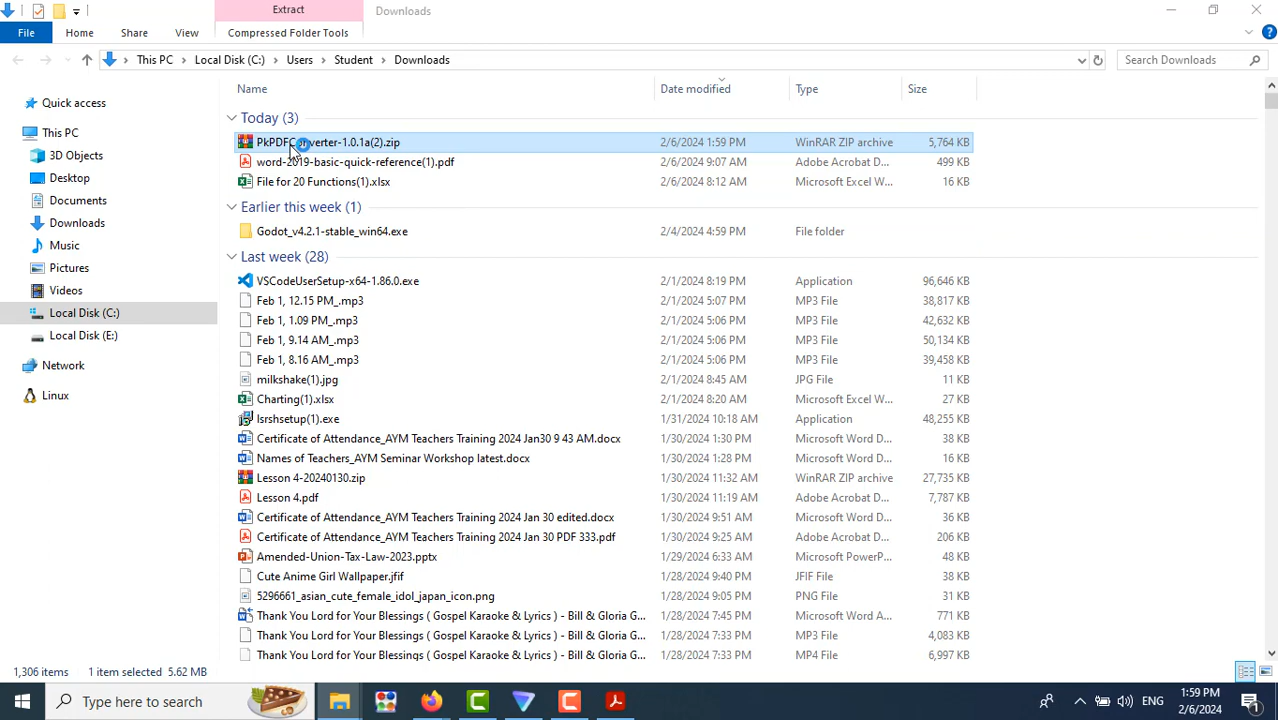 Extract
Downloads
File
Home
Share
View
Compressed Folder Tools
This PC
Local Disk (C:)
Users
Student
Downloads
Search Downloads
Name
Date modified
Type
Size
Quick access
This PC
3D Objects
Desktop
Documents
Downloads
Music
Pictures
Videos
Local Disk (C:)
Local Disk (E:)
Network
Linux
Today (3)
PkPDFConverter-1.0.1a(2).zip 2/6/2024 1:59 PM WinRAR ZIP archive 5,764 KB
word-2019-basic-quick-reference(1).pdf 2/6/2024 9:07 AM Adobe Acrobat D... 499 KB
File for 20 Functions(1).xlsx 2/6/2024 8:12 AM Microsoft Excel W... 16 KB
Earlier this week (1)
Godot_v4.2.1-stable_win64.exe 2/4/2024 4:59 PM File folder
Last week (28)
VSCodeUserSetup-x64-1.86.0.exe 2/1/2024 8:19 PM Application 96,646 KB
Feb 1, 12.15 PM_.mp3 2/1/2024 5:07 PM MP3 File 38,817 KB
Feb 1, 1.09 PM_.mp3 2/1/2024 5:06 PM MP3 File 42,632 KB
Feb 1, 9.14 AM_.mp3 2/1/2024 5:06 PM MP3 File 50,134 KB
Feb 1, 8.16 AM_.mp3 2/1/2024 5:06 PM MP3 File 39,458 KB
milkshake(1).jpg 2/1/2024 8:45 AM JPG File 11 KB
Charting(1).xlsx 2/1/2024 8:20 AM Microsoft Excel W... 27 KB
lsrshsetup(1).exe 1/31/2024 10:18 AM Application 48,255 KB
Certificate of Attendance_AYM Teachers Training 2024 Jan30 9 43 AM.docx 1/30/2024 1:30 PM Microsoft Word D... 38 KB
Names of Teachers_AYM Seminar Workshop latest.docx 1/30/2024 1:28 PM Microsoft Word D... 16 KB
Lesson 4-20240130.zip 1/30/2024 11:32 AM WinRAR ZIP archive 27,735 KB
Lesson 4.pdf 1/30/2024 11:19 AM Adobe Acrobat D... 7,787 KB
Certificate of Attendance_AYM Teachers Training 2024 Jan 30 edited.docx 1/30/2024 9:51 AM Microsoft Word D... 36 KB
Certificate of Attendance_AYM Teachers Training 2024 Jan 30 PDF 333.pdf 1/30/2024 9:25 AM Adobe Acrobat D... 206 KB
Amended-Union-Tax-Law-2023.pptx 1/29/2024 6:33 AM Microsoft PowerP... 48 KB
Cute Anime Girl Wallpaper.jfif 1/28/2024 9:40 PM JFIF File 38 KB
5296661_asian_cute_female_idol_japan_icon.png 1/28/2024 9:05 PM PNG File 31 KB
Thank You Lord for Your Blessings ( Gospel Karaoke & Lyrics ) - Bill & Gloria G... 1/28/2024 7:45 PM Microsoft Word A... 771 KB
Thank You Lord for Your Blessings ( Gospel Karaoke & Lyrics ) - Bill & Gloria G... 1/28/2024 7:33 PM MP3 File 4,083 KB
Thank You Lord for Your Blessings ( Gospel Karaoke & Lyrics ) - Bill & Gloria G... 1/28/2024 7:33 PM MP4 File 6,997 KB
1,306 items 1 item selected 5.62 MB
Type here to search
ENG
1:59 PM
2/6/2024
1